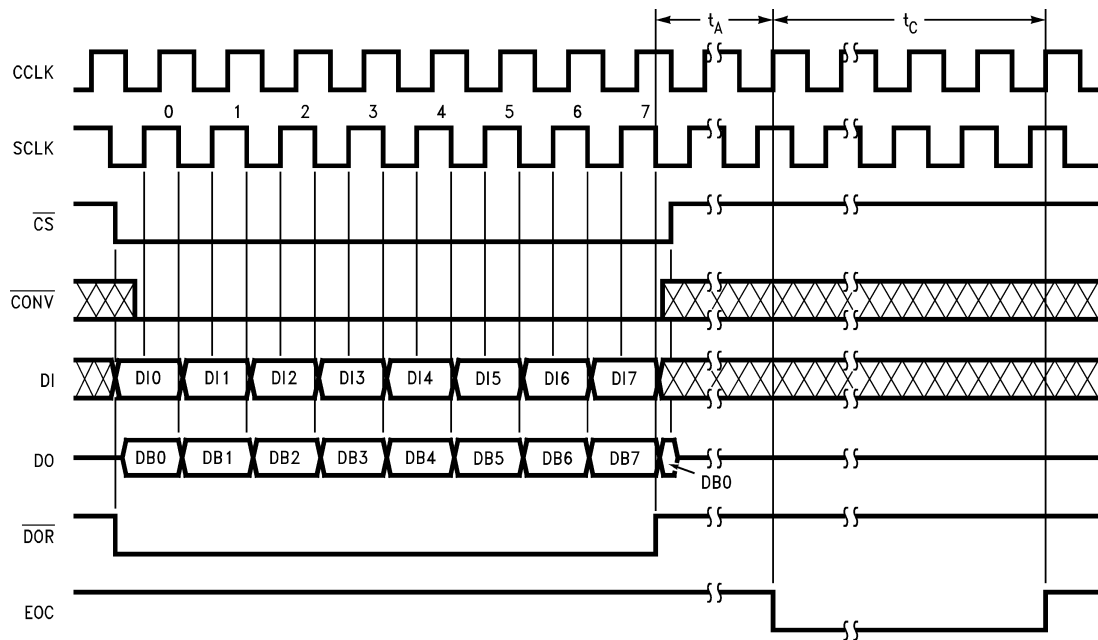 tA tC
CCLK
0 1 2 3 4 5 6 7
SCLK
CS
CONV
DI DI0 DI1 DI2 DI3 DI4 DI5 DI6 DI7
DO DB0 DB1 DB2 DB3 DB4 DB5 DB6 DB7
DB0
DOR
EOC